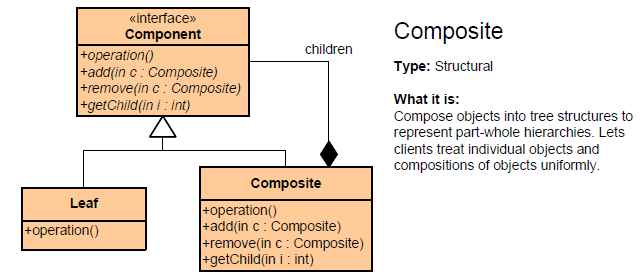 «interface»
Component
+operation()
+add(in c : Composite)
+remove(in c : Composite)
+getChild(in i : int)
children
Leaf
+operation()
Composite
+operation()
+add(in c : Composite)
+remove(in c : Composite)
+getChild(in i : int)
Composite
Type: Structural
What it is:
Compose objects into tree structures to
represent part-whole hierarchies. Lets
clients treat individual objects and
compositions of objects uniformly.